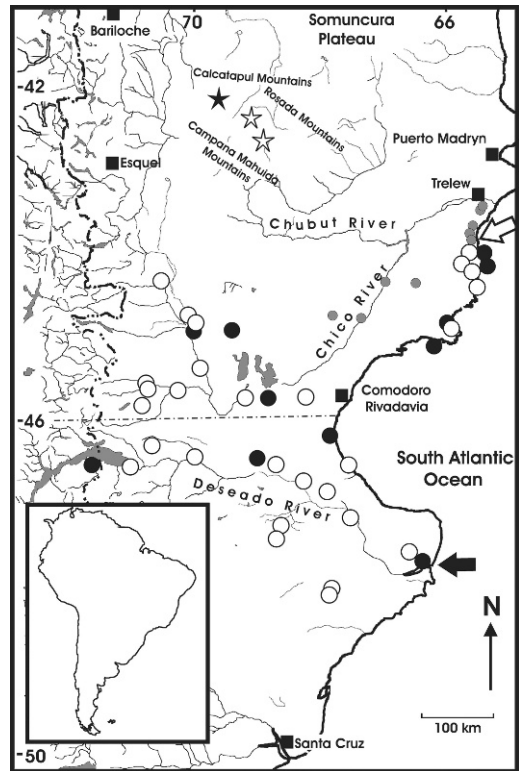 70
66
Somuncura
Plateau
Bariloche
-42
Calcatapul Mountains
Rosada Mountains
Campana Mahuida
Mountains
Puerto Madryn
Esquel
Trelew
Chubut River
Chico River
Comodoro
Rivadavia
-46
South Atlantic
Ocean
Deseado River
N
100 km
Santa Cruz
-50